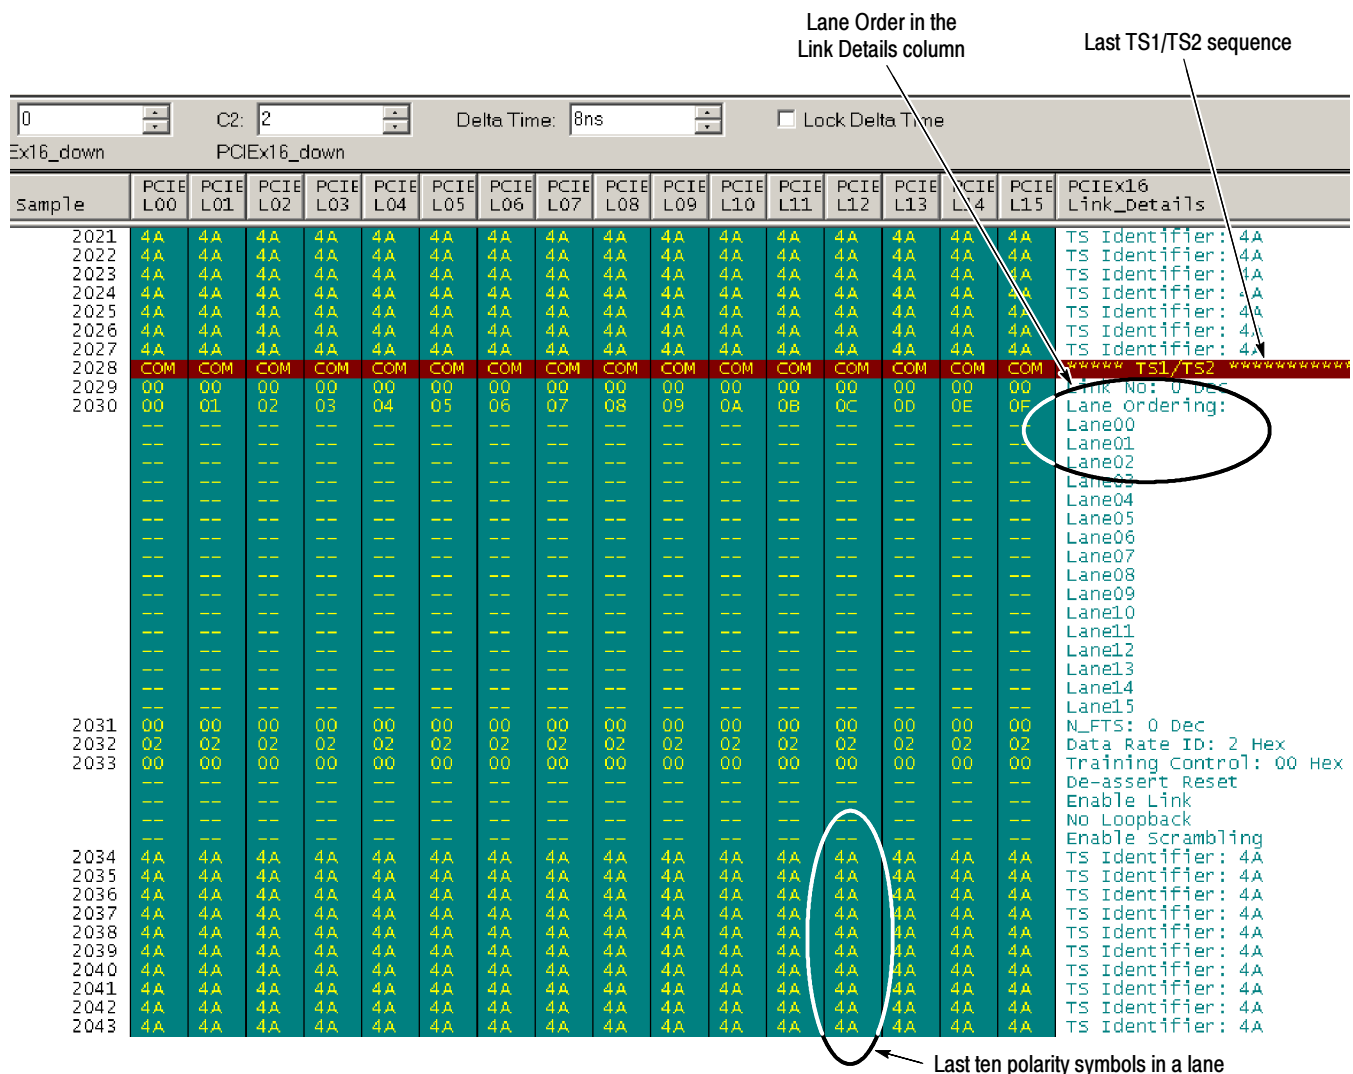 Lane Order in the
Link Details column
Last TS1/TS2 sequence
0 C2: 2 Delta Time: 8ns Lock Delta Time
Ex16_down PCIEx16_down
PCIE PCIE PCIE PCIE PCIE PCIE PCIE PCIE PCIE PCIE PCIE PCIE PCIE PCIE PCIE PCIE PCIEx16
Sample L00 L01 L02 L03 L04 L05 L06 L07 L08 L09 L10 L11 L12 L13 L14 L15 Link_Details
2021 4A 4A 4A 4A 4A 4A 4A 4A 4A 4A 4A 4A 4A 4A 4A 4A TS Identifier: 4A
2022 4A 4A 4A 4A 4A 4A 4A 4A 4A 4A 4A 4A 4A 4A 4A 4A TS Identifier: 4A
2023 4A 4A 4A 4A 4A 4A 4A 4A 4A 4A 4A 4A 4A 4A 4A 4A TS Identifier: 4A
2024 4A 4A 4A 4A 4A 4A 4A 4A 4A 4A 4A 4A 4A 4A 4A 4A TS Identifier: 4A
2025 4A 4A 4A 4A 4A 4A 4A 4A 4A 4A 4A 4A 4A 4A 4A 4A TS Identifier: 4A
2026 4A 4A 4A 4A 4A 4A 4A 4A 4A 4A 4A 4A 4A 4A 4A 4A TS Identifier: 4A
2027 4A 4A 4A 4A 4A 4A 4A 4A 4A 4A 4A 4A 4A 4A 4A 4A TS Identifier: 4A
2028 COM COM COM COM COM COM COM COM COM COM COM COM COM COM COM COM ***** TS1/TS2 ***********
2029 00 00 00 00 00 00 00 00 00 00 00 00 00 00 00 00 Link No: 0 Dec
2030 00 01 02 03 04 05 06 07 08 09 0A 0B 0C 0D 0E 0F Lane Ordering:
-- -- -- -- -- -- -- -- -- -- -- -- -- -- -- -- Lane00
-- -- -- -- -- -- -- -- -- -- -- -- -- -- -- -- Lane01
-- -- -- -- -- -- -- -- -- -- -- -- -- -- -- -- Lane02
-- -- -- -- -- -- -- -- -- -- -- -- -- -- -- -- Lane03
-- -- -- -- -- -- -- -- -- -- -- -- -- -- -- -- Lane04
-- -- -- -- -- -- -- -- -- -- -- -- -- -- -- -- Lane05
-- -- -- -- -- -- -- -- -- -- -- -- -- -- -- -- Lane06
-- -- -- -- -- -- -- -- -- -- -- -- -- -- -- -- Lane07
-- -- -- -- -- -- -- -- -- -- -- -- -- -- -- -- Lane08
-- -- -- -- -- -- -- -- -- -- -- -- -- -- -- -- Lane09
-- -- -- -- -- -- -- -- -- -- -- -- -- -- -- -- Lane10
-- -- -- -- -- -- -- -- -- -- -- -- -- -- -- -- Lane11
-- -- -- -- -- -- -- -- -- -- -- -- -- -- -- -- Lane12
-- -- -- -- -- -- -- -- -- -- -- -- -- -- -- -- Lane13
-- -- -- -- -- -- -- -- -- -- -- -- -- -- -- -- Lane14
-- -- -- -- -- -- -- -- -- -- -- -- -- -- -- -- Lane15
2031 00 00 00 00 00 00 00 00 00 00 00 00 00 00 00 00 N_FTS: 0 Dec
2032 02 02 02 02 02 02 02 02 02 02 02 02 02 02 02 02 Data Rate ID: 2 Hex
2033 00 00 00 00 00 00 00 00 00 00 00 00 00 00 00 00 Training Control: 00 Hex
-- -- -- -- -- -- -- -- -- -- -- -- -- -- -- -- De-assert Reset
-- -- -- -- -- -- -- -- -- -- -- -- -- -- -- -- Enable Link
-- -- -- -- -- -- -- -- -- -- -- -- -- -- -- -- No Loopback
-- -- -- -- -- -- -- -- -- -- -- -- -- -- -- -- Enable Scrambling
2034 4A 4A 4A 4A 4A 4A 4A 4A 4A 4A 4A 4A 4A 4A 4A 4A TS Identifier: 4A
2035 4A 4A 4A 4A 4A 4A 4A 4A 4A 4A 4A 4A 4A 4A 4A 4A TS Identifier: 4A
2036 4A 4A 4A 4A 4A 4A 4A 4A 4A 4A 4A 4A 4A 4A 4A 4A TS Identifier: 4A
2037 4A 4A 4A 4A 4A 4A 4A 4A 4A 4A 4A 4A 4A 4A 4A 4A TS Identifier: 4A
2038 4A 4A 4A 4A 4A 4A 4A 4A 4A 4A 4A 4A 4A 4A 4A 4A TS Identifier: 4A
2039 4A 4A 4A 4A 4A 4A 4A 4A 4A 4A 4A 4A 4A 4A 4A 4A TS Identifier: 4A
2040 4A 4A 4A 4A 4A 4A 4A 4A 4A 4A 4A 4A 4A 4A 4A 4A TS Identifier: 4A
2041 4A 4A 4A 4A 4A 4A 4A 4A 4A 4A 4A 4A 4A 4A 4A 4A TS Identifier: 4A
2042 4A 4A 4A 4A 4A 4A 4A 4A 4A 4A 4A 4A 4A 4A 4A 4A TS Identifier: 4A
2043 4A 4A 4A 4A 4A 4A 4A 4A 4A 4A 4A 4A 4A 4A 4A 4A TS Identifier: 4A
Last ten polarity symbols in a lane